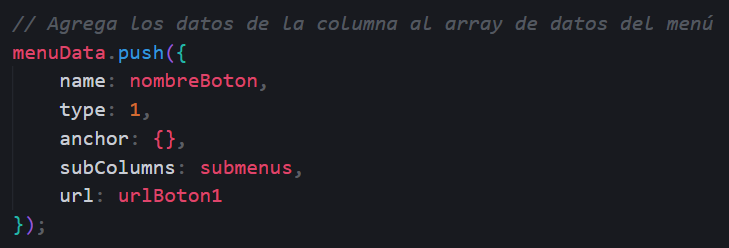 // Agrega los datos de la columna al array de datos del menú
menuData.push({
name: nombreBoton,
type: 1,
anchor: {},
subColumns: submenus,
url: urlBoton1
});